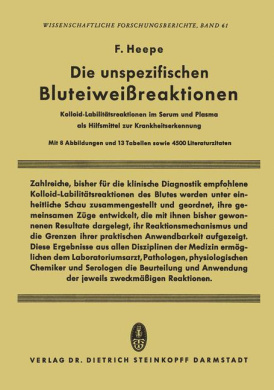 WISSENSCHAFTLICHE FORSCHUNGSBERICHTE, BAND 61
F. Heepe
Die unspezifischen
Bluteiweißreaktionen
Kolloid-Labilitätsreaktionen im Serum und Plasma
als Hilfsmittel zur Krankheitserkennung
Mit 6 Abbildungen und 13 Tabellen sowie 4500 Literaturzitaten
Zahlreiche, bisher für die klinische Diagnostik empfohlene
Kolloid-Labilitätsreaktionen des Blutes werden unter ein-
heitliche Schau zusammengestellt und geordnet, ihre ge-
meinsamen Züge entwickelt, die mit ihnen bisher gewon-
nenen Resultate dargelegt, ihr Reaktionsmechanismus und
die Grenzen ihrer praktischen Anwendbarkeit aufgezeigt.
Diese Ergebnisse aus allen Disziplinen der Medizin ermög-
lichen dem Laboratoriumsarzt, Pathologen, physiologischen
Chemiker und Serologen die Beurteilung und Anwendung
der jeweils zweckmäßigen Reaktionen.
VERLAG DR. DIETRICH STEINKOPFF DARMSTADT